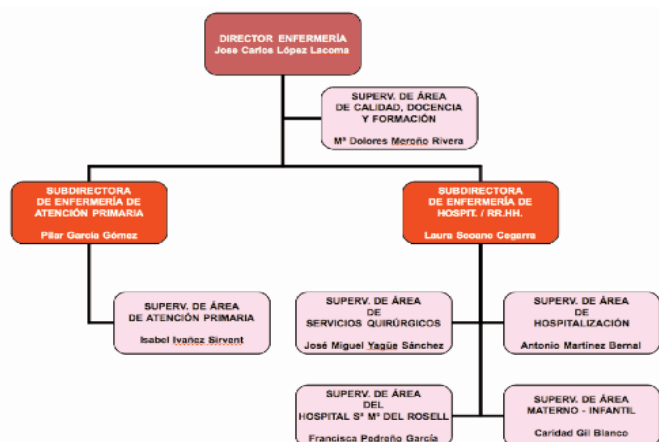 DIRECTOR ENFERMERÍA
Jose Carlos López Lacoma
SUPERV. DE ÁREA
DE CALIDAD, DOCENCIA
Y FORMACIÓN
Mª Dolores Meroño Rivera
SUBDIRECTORA
DE ENFERMERÍA DE
ATENCIÓN PRIMARIA
Pilar García Gómez
SUBDIRECTORA
DE ENFERMERÍA DE
HOSPIT. / RR.HH.
Laura Seoane Cegarra
SUPERV. DE ÁREA
DE ATENCIÓN PRIMARIA
Isabel Ivañez Sirvent
SUPERV. DE ÁREA
DE
SERVICIOS QUIRÚRGICOS
José Miguel Yagüe Sánchez
SUPERV. DE ÁREA
DE
HOSPITALIZACIÓN
Antonio Martínez Bernal
SUPERV. DE ÁREA
DEL
HOSPITAL Sª Mª DEL ROSELL
Francisca Pedreño García
SUPERV. DE ÁREA
MATERNO - INFANTIL
Caridad Gil Blanco